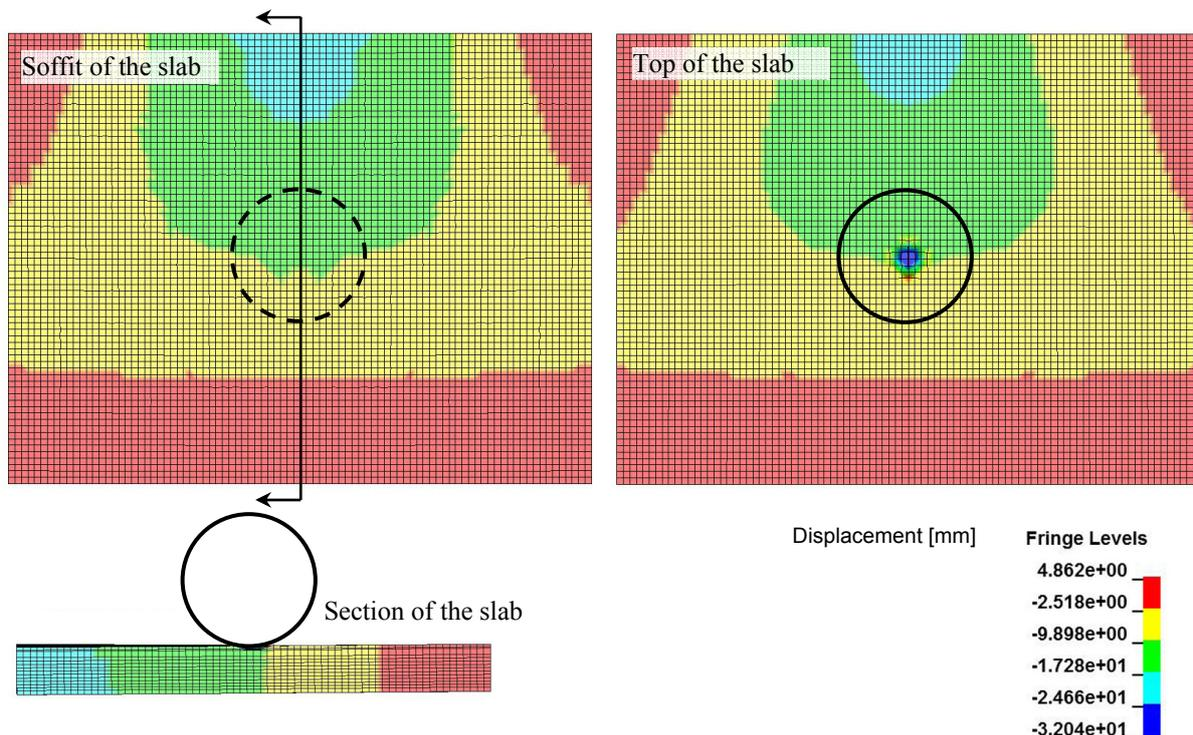 Soffit of the slab
Top of the slab
Displacement [mm]
Fringe Levels
4.862e+00
-2.518e+00
-9.898e+00
-1.728e+01
-2.466e+01
-3.204e+01
Section of the slab